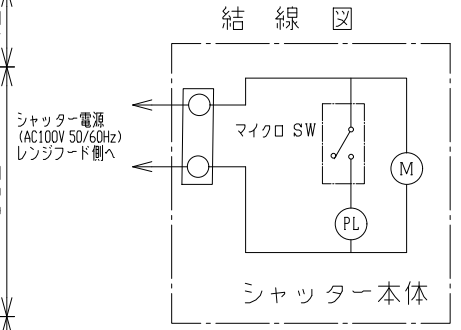 結線図
シャッター電源
(AC100V 50/60Hz)
レンジフード側へ
マイクロ SW
M
PL
シャッター本体